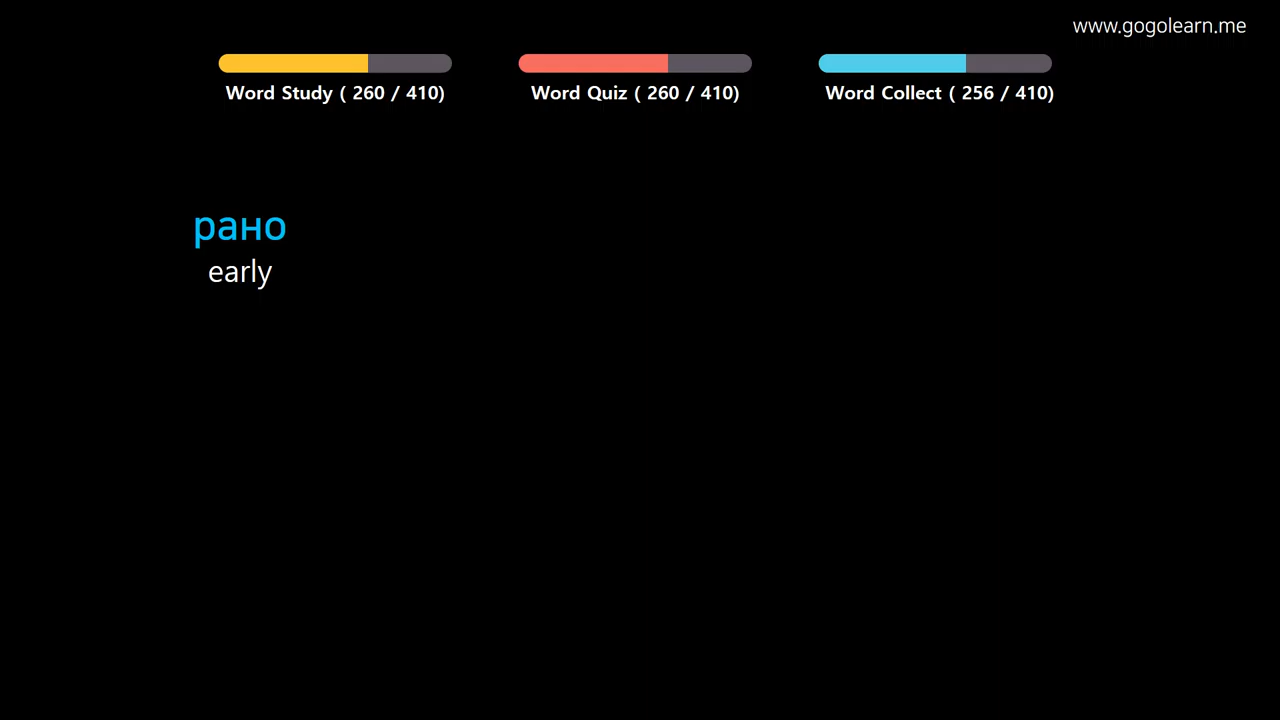 www.gogolearn.me
Word Study ( 260 / 410)
Word Quiz ( 260 / 410)
Word Collect ( 256 / 410)
рано
early